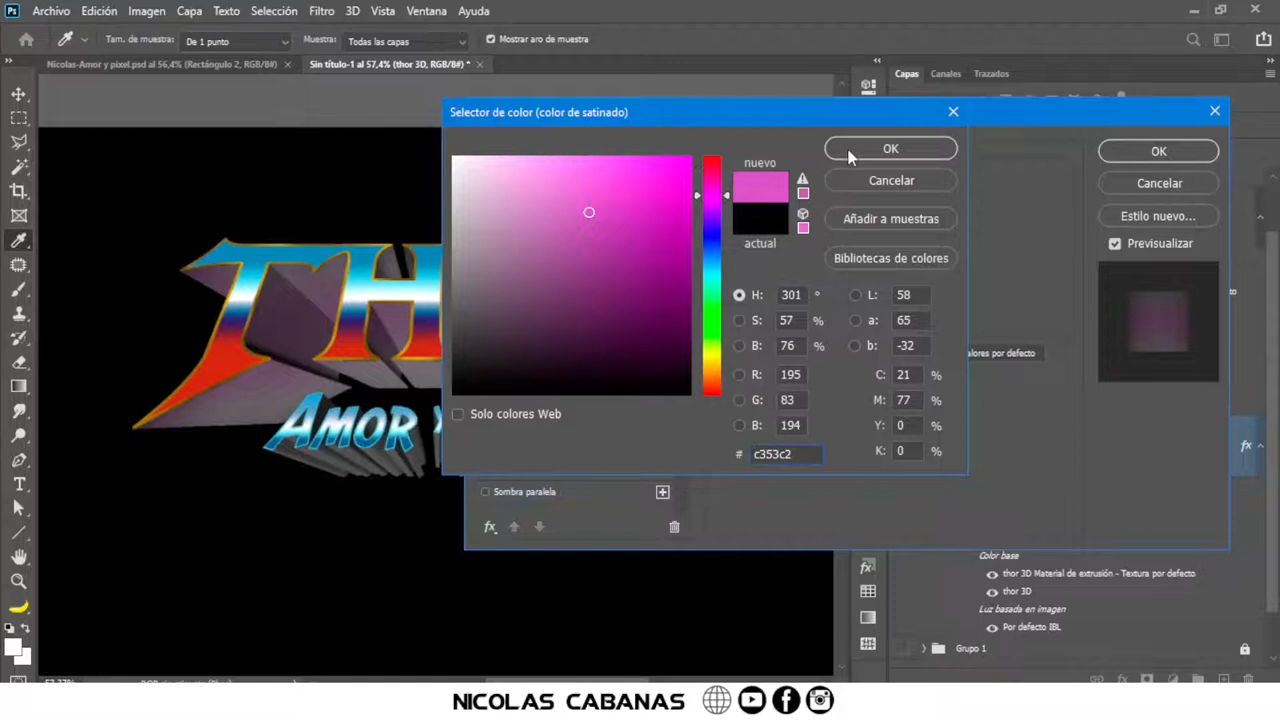 Ps Archivo Edición Imagen Capa Texto Selección Filtro 3D Vista Ventana Ayuda
Tam. de muestra: De 1 punto Muestra: Todas las capas Mostrar aro de muestra
Nicolas-Amor y pixel.psd al 56,4% (Rectángulo 2, RGB/8#) × Sin título-1 al 57,4% (thor 3D, RGB/8#) * ×
Capas Canales Trazados
Selector de color (color de satinado)
nuevo
actual
OK
Cancelar
Añadir a muestras
Bibliotecas de colores
H: 301 °
S: 57 %
B: 76 %
R: 195
G: 83
B: 194
# c353c2
L: 58
a: 65
b: -32
C: 21 %
M: 77 %
Y: 0 %
K: 0 %
Solo colores Web
OK
Cancelar
Estilo nuevo...
Previsualizar
alores por defecto
Sombra paralela
fx
TH
AMOR
Color base
thor 3D Material de extrusión - Textura por defecto
thor 3D
Luz basada en imagen
Por defecto IBL
Grupo 1
NICOLAS CABANAS